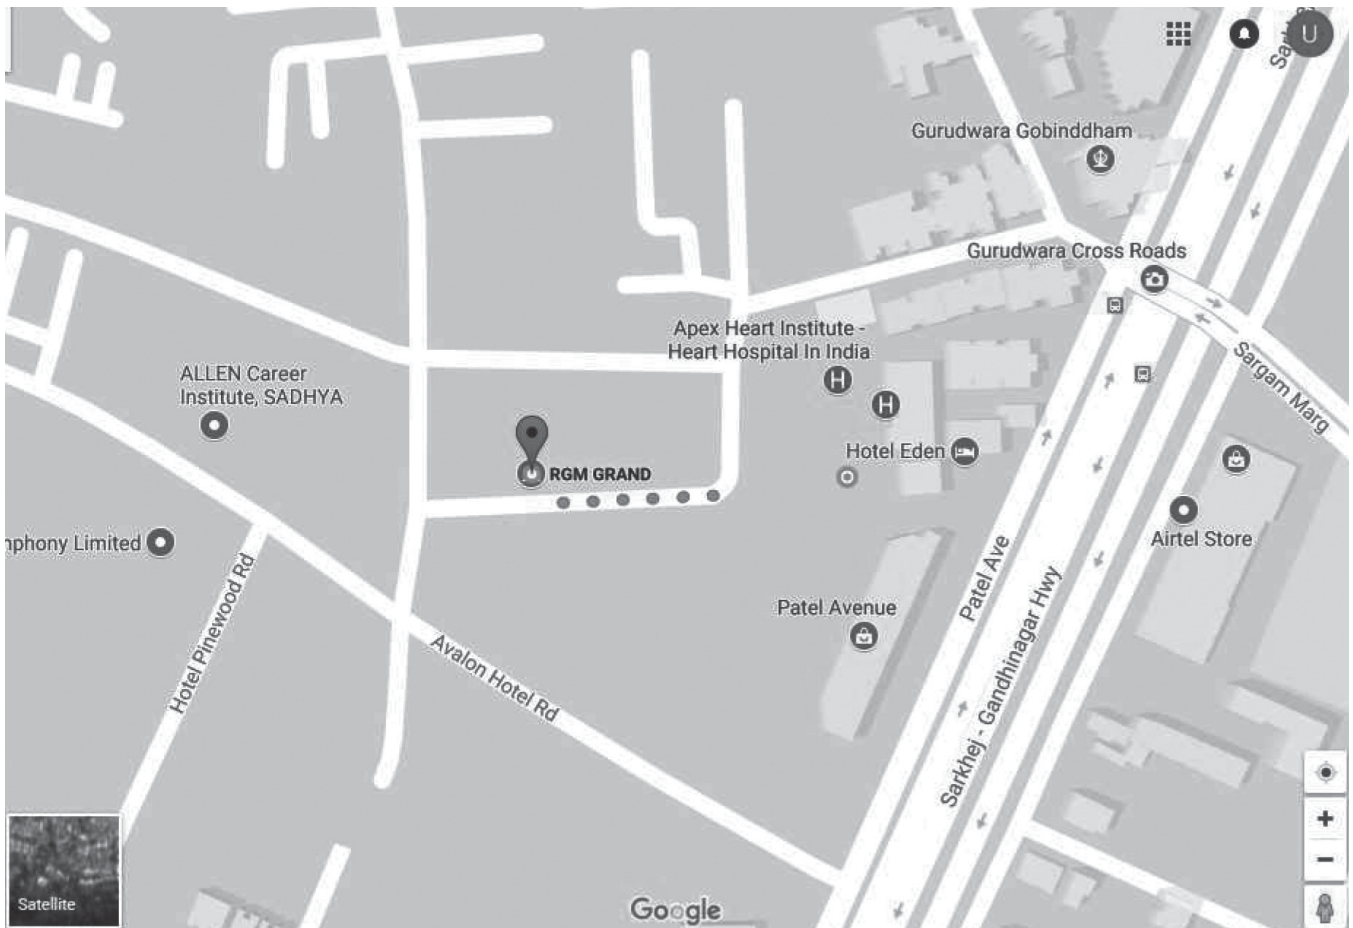 Sarkh
U
Gurudwara Gobinddham
Gurudwara Cross Roads
Apex Heart Institute -
Heart Hospital In India
H
H
Sargam Marg
ALLEN Career
Institute, SADHYA
Hotel Eden
RGM GRAND
Airtel Store
nphony Limited
Patel Ave
Hotel Pinewood Rd
Patel Avenue
Avalon Hotel Rd
Sarkhej - Gandhinagar Hwy
+
−
Satellite
Google